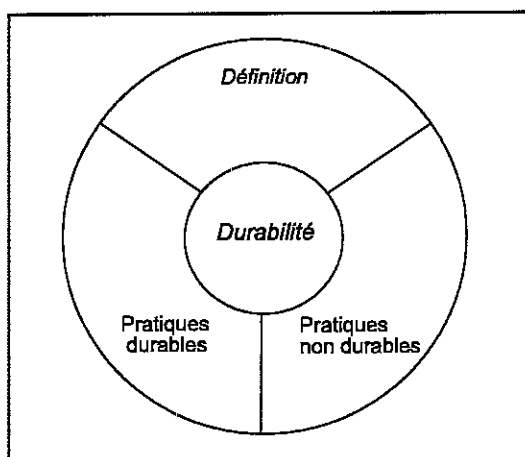 Définition
Durabilité
Pratiques
durables
Pratiques
non durables